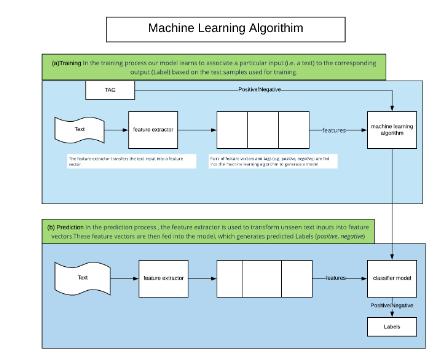 Machine Learning Algorithim
(a)Training In the training process our model learns to associate a particular input (i.e. a text) to the corresponding
output (Label) based on the test samples used for training.
TAG
Positive/Negative
Text
feature extractor
features
machine learning
algorithm
The feature extractor transfers the text input into a feature
vector.
Pairs of feature vectors and tags (e.g. positive, negative) are fed
into the machine learning algorithm to generate a model.
(b) Prediction In the prediction process, the feature extractor is used to transform unseen text inputs into feature
vectors. These feature vectors are then fed into the model, which generates predicted Labels (positive, negative)
Text
feature extractor
features
classifier model
Positive/Negative
Labels